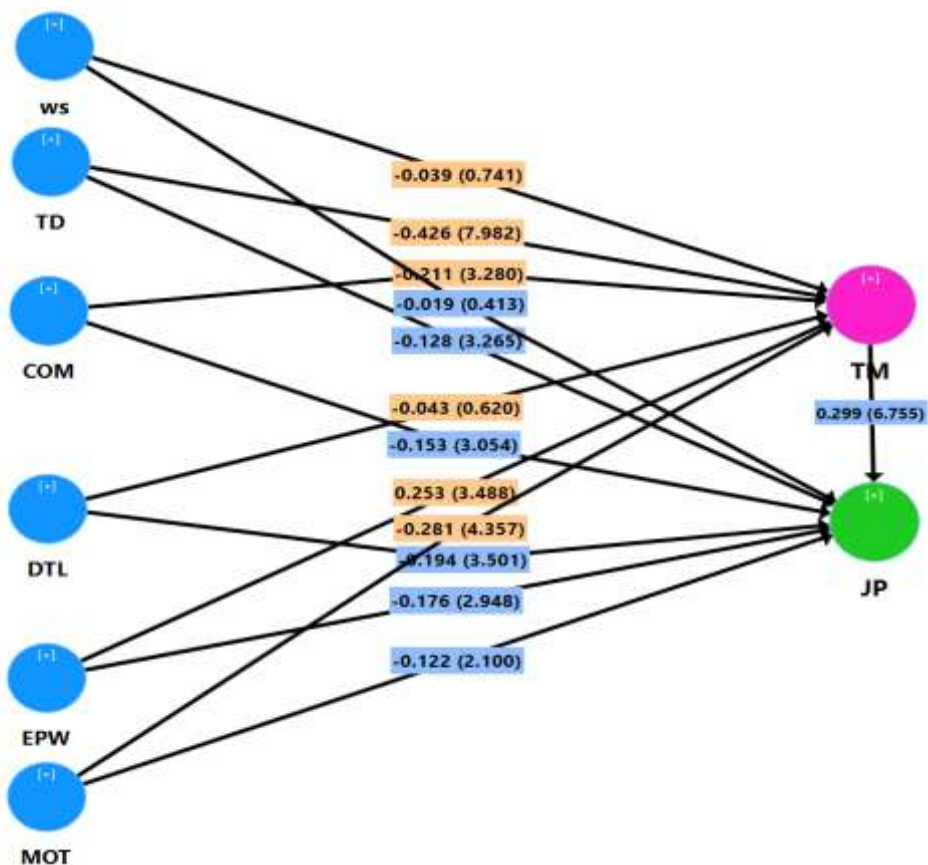 [+]
ws
[+]
TD
[+]
COM
[+]
DTL
[+]
EPW
[+]
MOT
-0.039 (0.741)
-0.426 (7.982)
-0.211 (3.280)
-0.019 (0.413)
-0.128 (3.265)
-0.043 (0.620)
-0.153 (3.054)
0.253 (3.488)
-0.281 (4.357)
-0.194 (3.501)
-0.176 (2.948)
-0.122 (2.100)
[+]
TM
0.299 (6.755)
[+]
JP